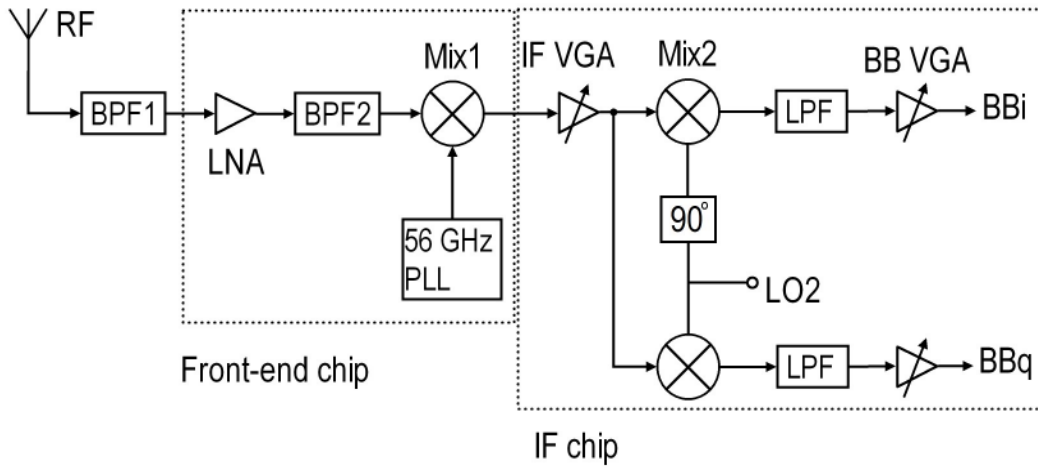 RF
BPF1
LNA
BPF2
Mix1
56 GHz
PLL
Front-end chip
IF VGA
Mix2
LPF
BB VGA
BBi
90°
LO2
LPF
BBq
IF chip